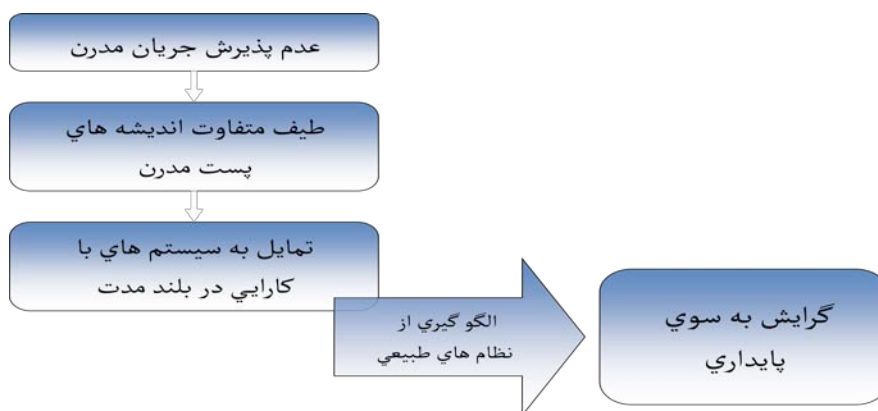 عدم پذيرش جريان مدرن
طيف متفاوت انديشه هاي
پست مدرن
تمايل به سيستم هاي با
كارايي در بلند مدت
الگو گيري از
نظام هاي طبيعي
گرايش به سوي
پايداري